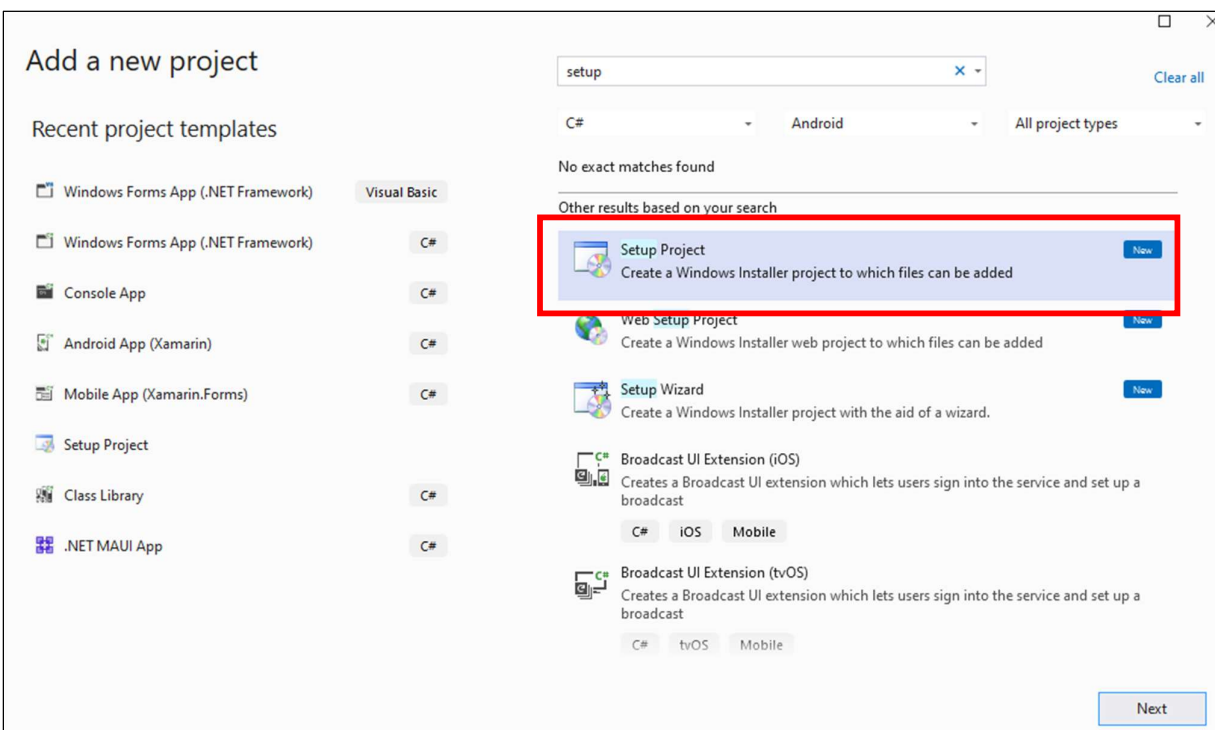 Add a new project
Recent project templates
Windows Forms App (.NET Framework) Visual Basic
Windows Forms App (.NET Framework) C#
Console App C#
Android App (Xamarin) C#
Mobile App (Xamarin.Forms) C#
Setup Project
Class Library C#
.NET MAUI App C#
setup
Clear all
C# Android All project types
No exact matches found
Other results based on your search
Setup Project New
Create a Windows Installer project to which files can be added
Web Setup Project New
Create a Windows Installer web project to which files can be added
Setup Wizard New
Create a Windows Installer project with the aid of a wizard.
Broadcast UI Extension (iOS)
Creates a Broadcast UI extension which lets users sign into the service and set up a
broadcast
C# iOS Mobile
Broadcast UI Extension (tvOS)
Creates a Broadcast UI extension which lets users sign into the service and set up a
broadcast
C# tvOS Mobile
Next